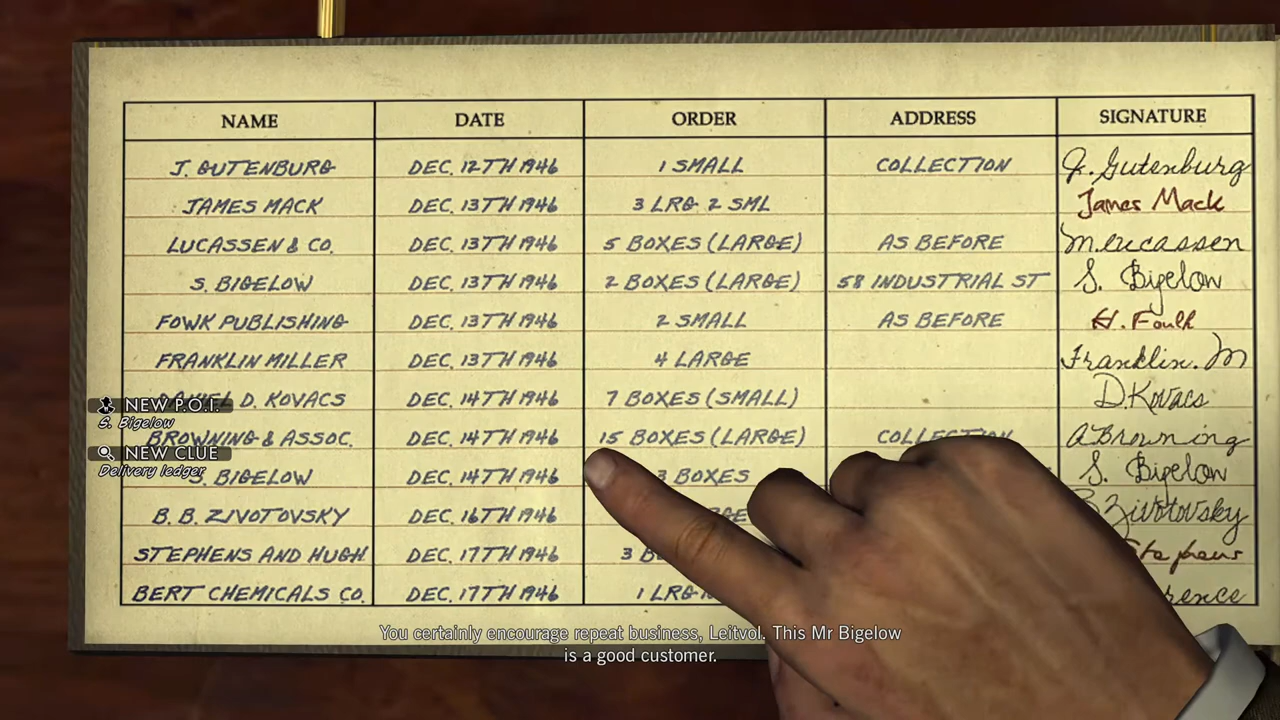 NAME DATE ORDER ADDRESS SIGNATURE
J. GUTENBURG DEC. 12TH 1946 1 SMALL COLLECTION J. Gutenburg
JAMES MACK DEC. 13TH 1946 3 LRG 2 SML James Mack
LUCASSEN & CO. DEC. 13TH 1946 5 BOXES (LARGE) AS BEFORE M. Lucassen
S. BIGELOW DEC. 13TH 1946 2 BOXES (LARGE) 58 INDUSTRIAL ST S. Bigelow
FOWK PUBLISHING DEC. 13TH 1946 2 SMALL AS BEFORE H. Foulk
FRANKLIN MILLER DEC. 13TH 1946 4 LARGE Franklin. M
DANIEL D. KOVACS DEC. 14TH 1946 7 BOXES (SMALL) D. Kovacs
NEW P.O.I.
S. Bigelow
BROWNING & ASSOC. DEC. 14TH 1946 15 BOXES (LARGE) COLLECTION A Browning
NEW CLUE
Delivery ledger
S. BIGELOW DEC. 14TH 1946 3 BOXES S. Bigelow
B. B. ZIVOTOVSKY DEC. 16TH 1946 B Zivotovsky
STEPHENS AND HUGH DEC. 17TH 1946 3 Stephens
BERT CHEMICALS CO. DEC. 17TH 1946 1 LRG
You certainly encourage repeat business, Leitvol. This Mr Bigelow
is a good customer.